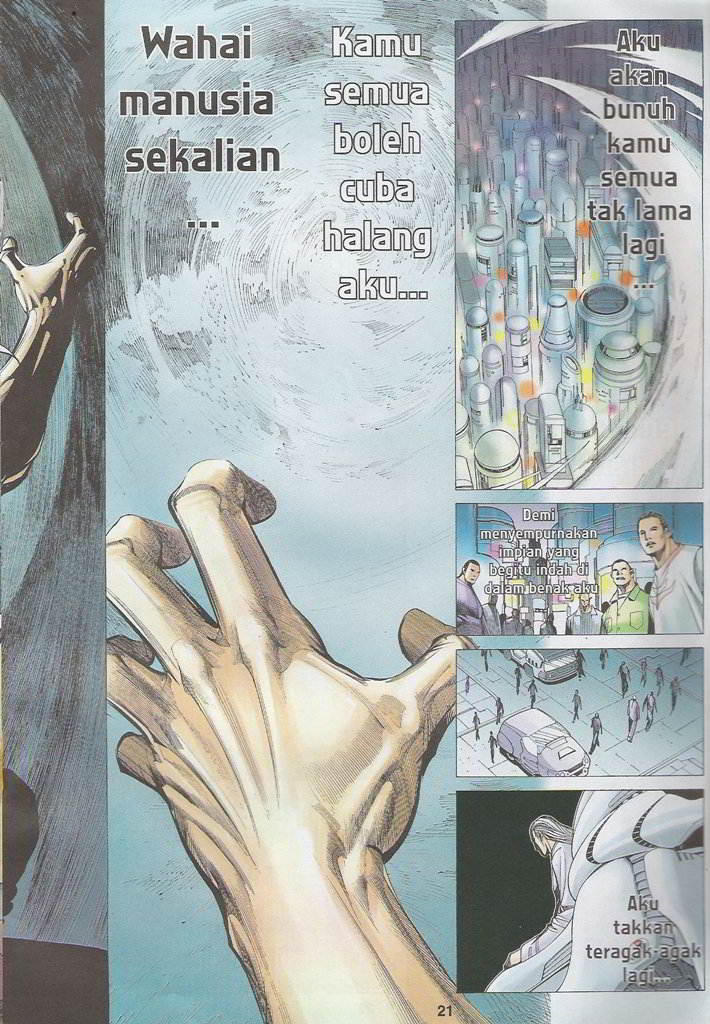 Wahai
manusia
sekalian
...
Kamu
semua
boleh
cuba
halang
aku...
Aku
akan
bunuh
kamu
semua
tak lama
lagi
...
Demi
menyempurnakan
impian yang
begitu indah di
dalam benak aku
Aku
takkan
teragak-agak
lagi...
21